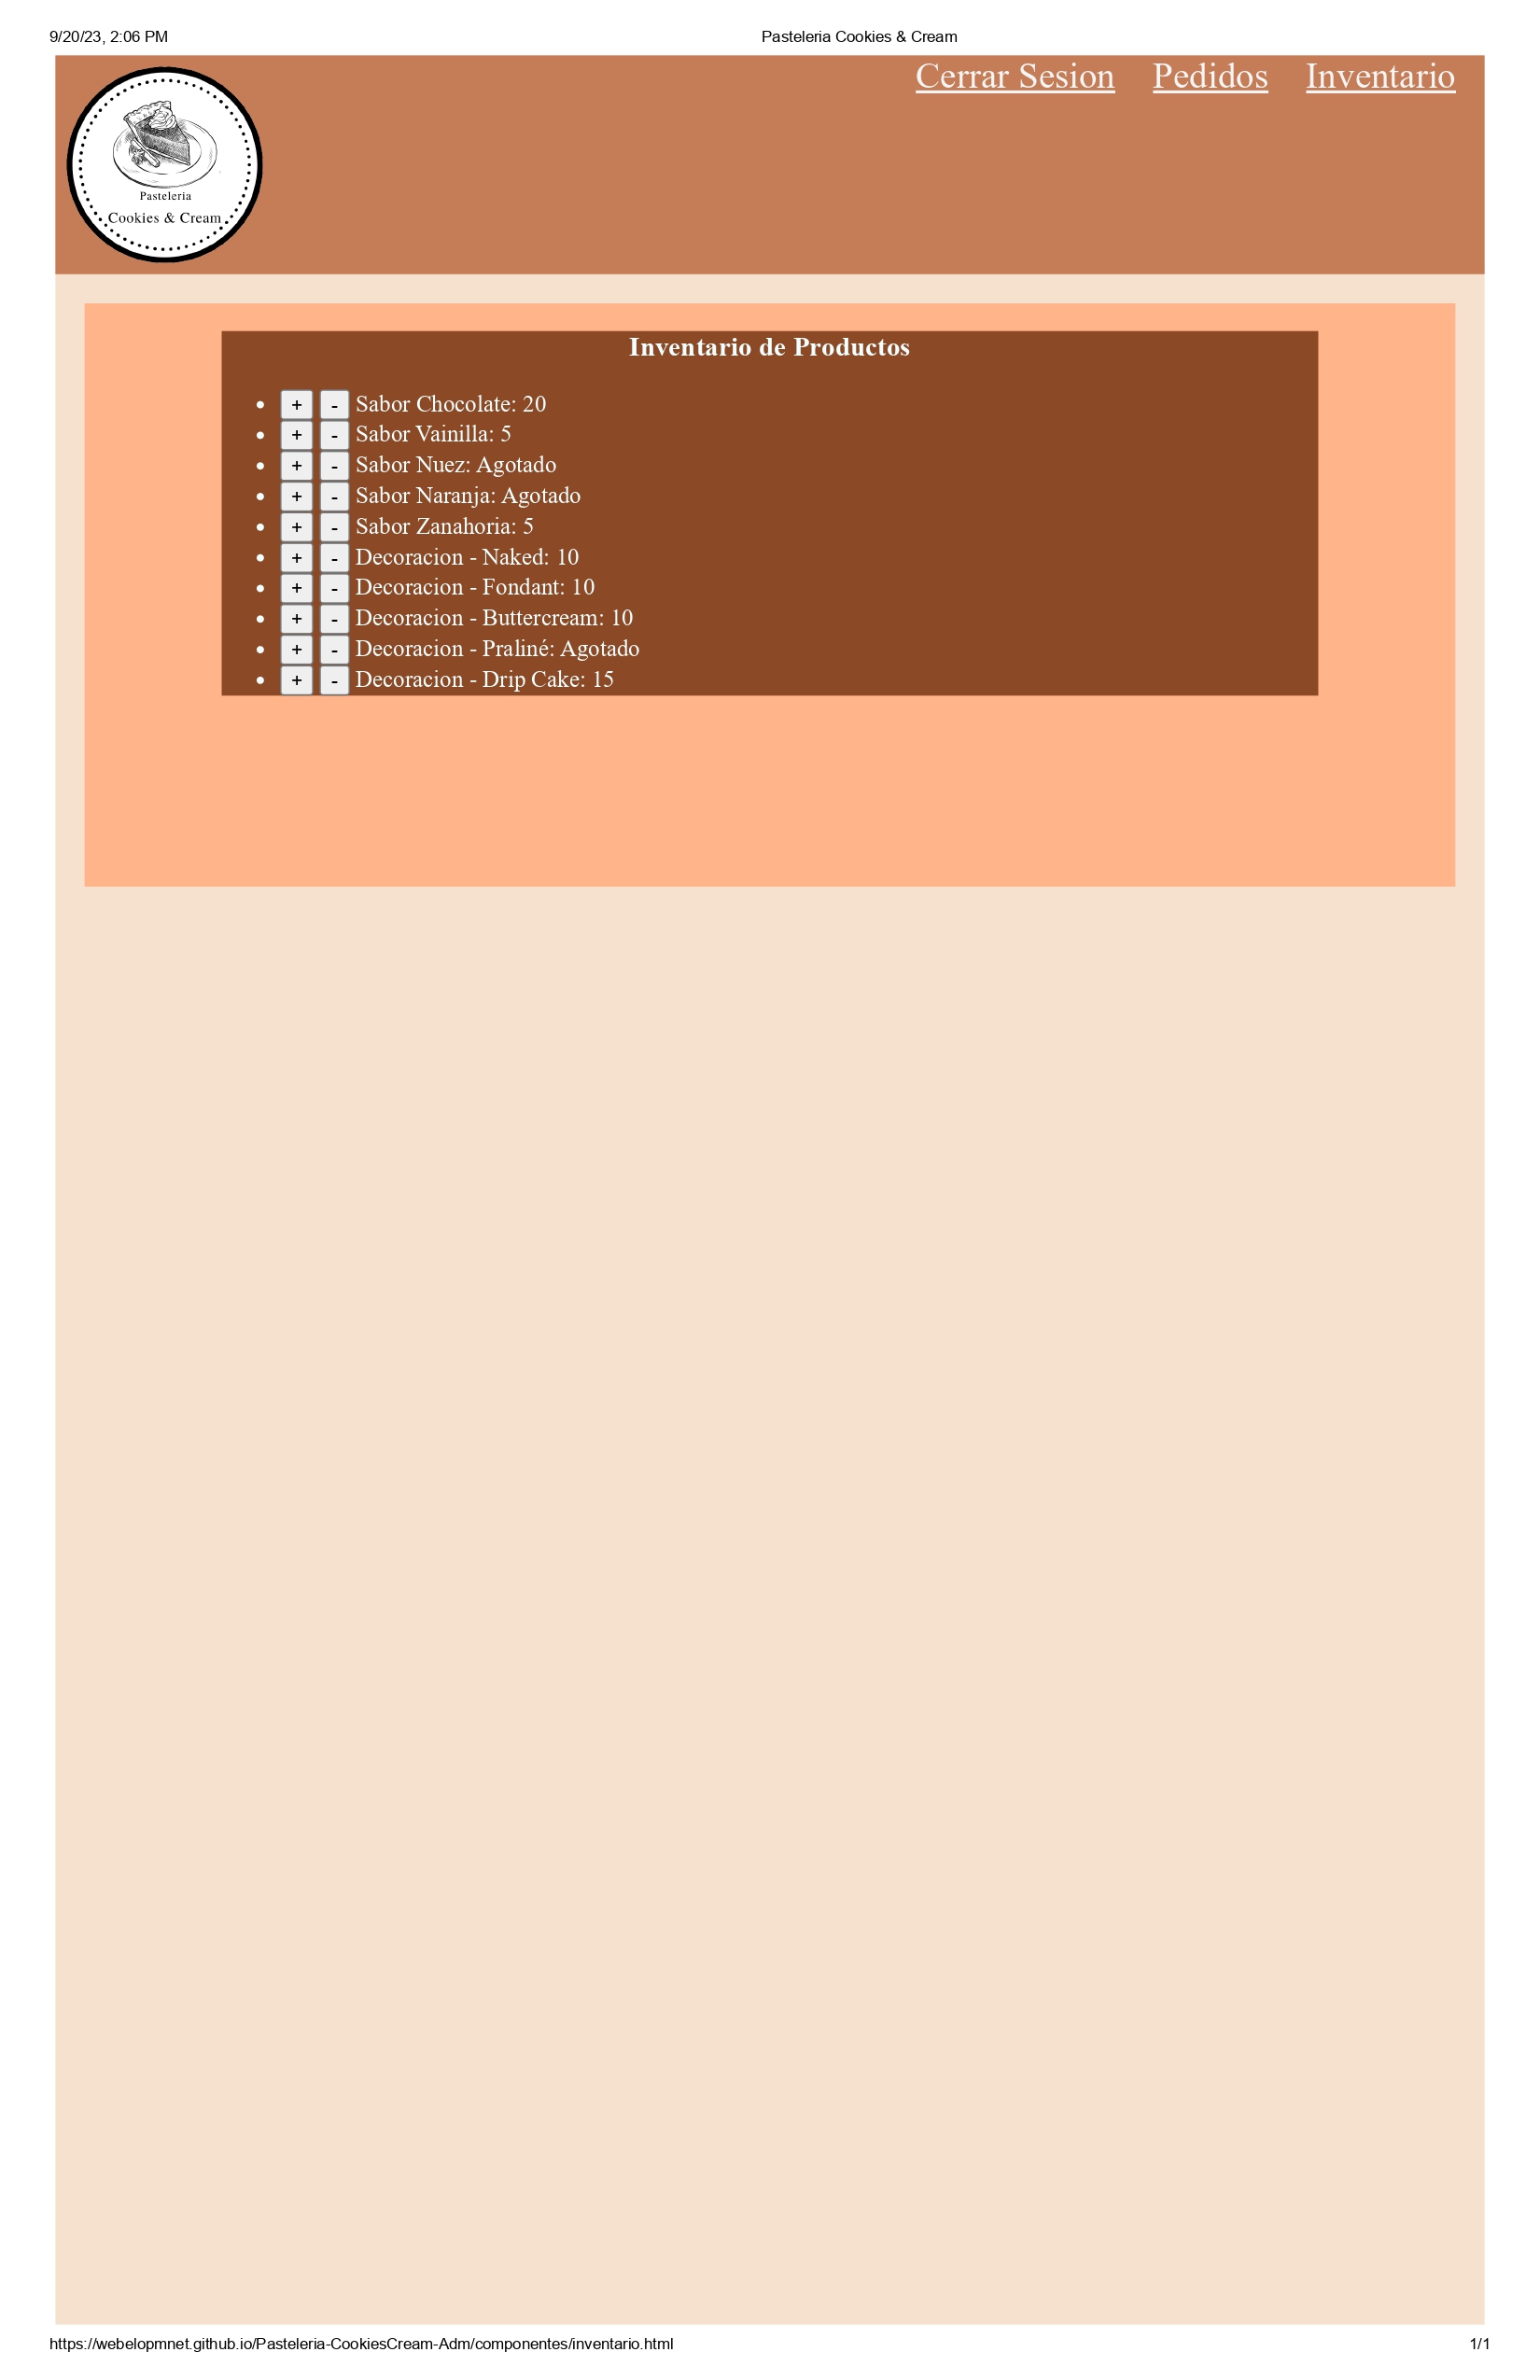 9/20/23, 2:06 PM Pasteleria Cookies & Cream
Cerrar Sesion Pedidos Inventario
Pasteleria
Cookies & Cream
Inventario de Productos
+ - Sabor Chocolate: 20
+ - Sabor Vainilla: 5
+ - Sabor Nuez: Agotado
+ - Sabor Naranja: Agotado
+ - Sabor Zanahoria: 5
+ - Decoracion - Naked: 10
+ - Decoracion - Fondant: 10
+ - Decoracion - Buttercream: 10
+ - Decoracion - Praliné: Agotado
+ - Decoracion - Drip Cake: 15
https://webelopmnet.github.io/Pasteleria-CookiesCream-Adm/componentes/inventario.html 1/1